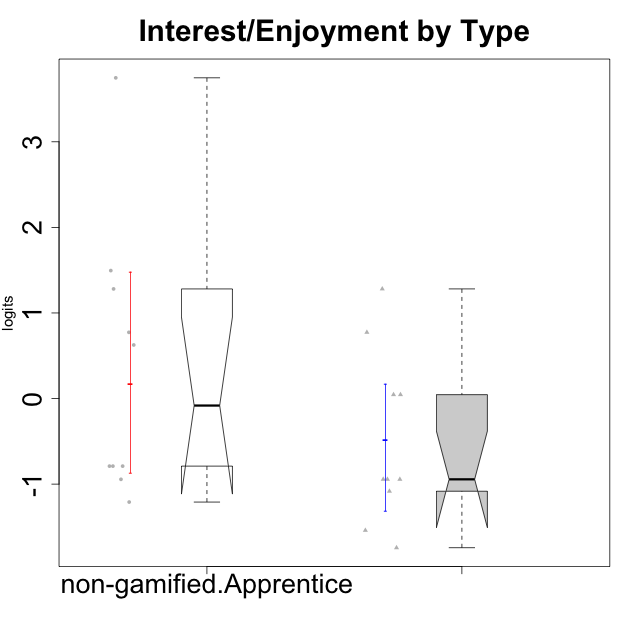 Interest/Enjoyment by Type
logits
3
2
1
0
-1
non-gamified.Apprentice